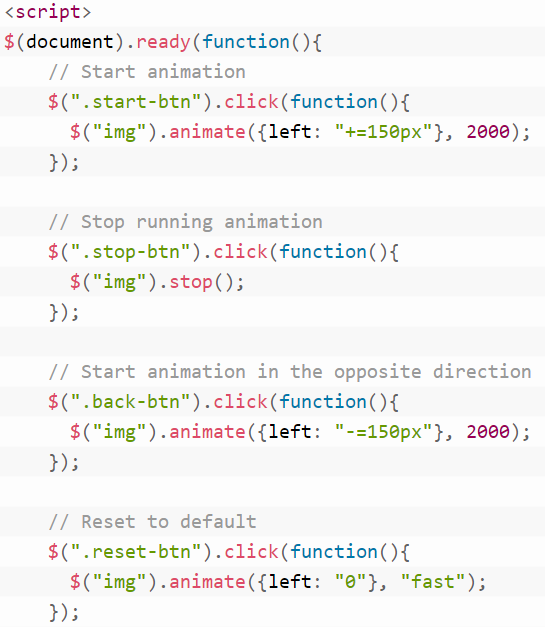 <script>
$(document).ready(function(){
    // Start animation
    $(".start-btn").click(function(){
      $("img").animate({left: "+=150px"}, 2000);
    });

    // Stop running animation
    $(".stop-btn").click(function(){
      $("img").stop();
    });

    // Start animation in the opposite direction
    $(".back-btn").click(function(){
      $("img").animate({left: "-=150px"}, 2000);
    });

    // Reset to default
    $(".reset-btn").click(function(){
      $("img").animate({left: "0"}, "fast");
    });